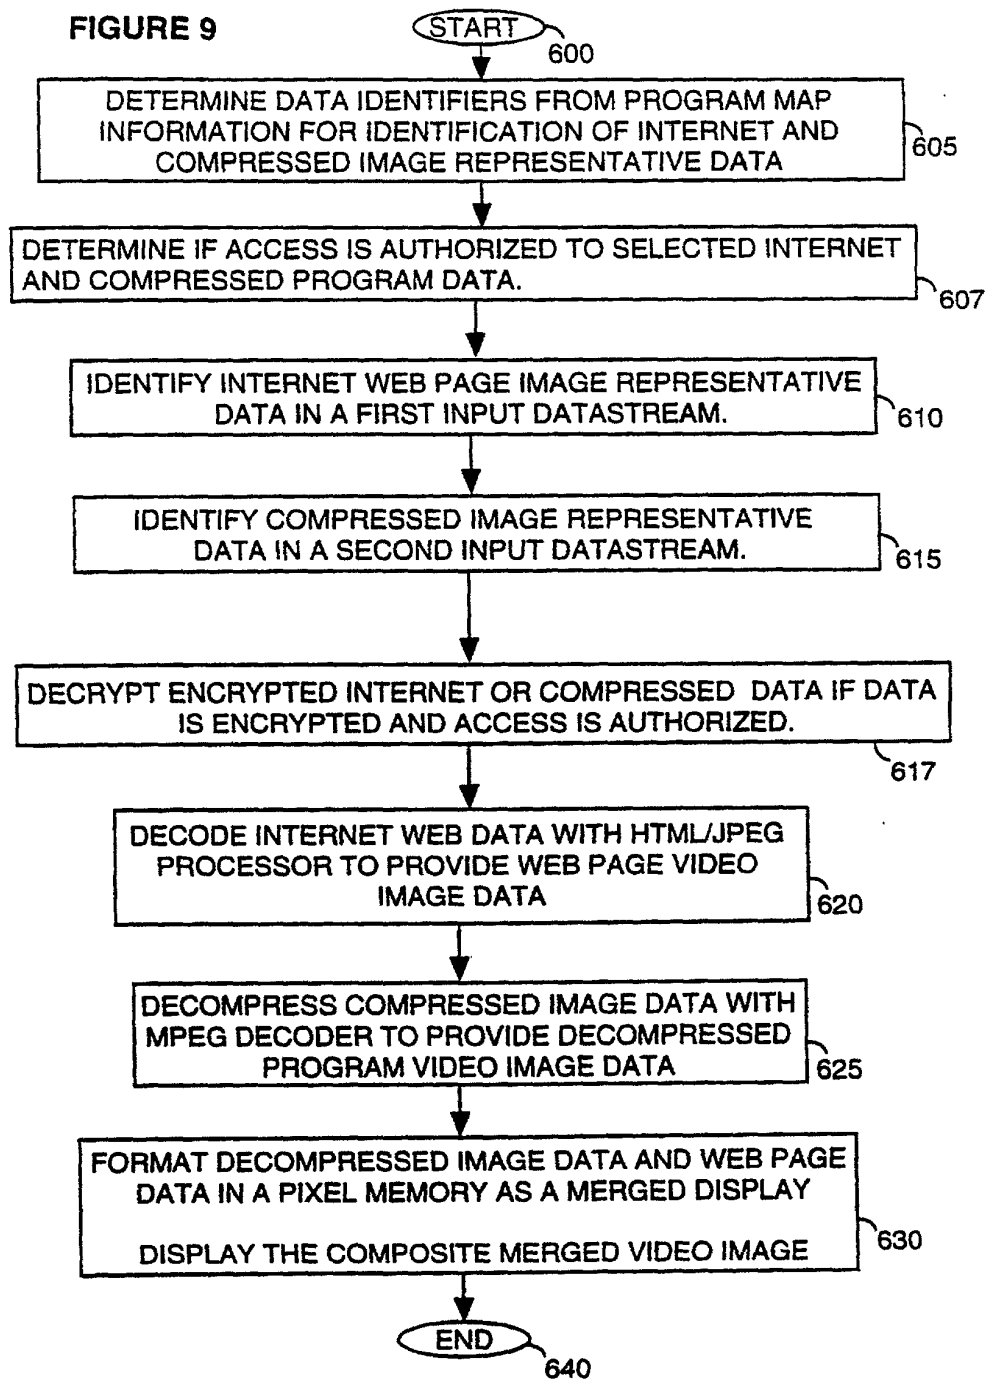 FIGURE 9
START
600
DETERMINE DATA IDENTIFIERS FROM PROGRAM MAP
INFORMATION FOR IDENTIFICATION OF INTERNET AND
COMPRESSED IMAGE REPRESENTATIVE DATA
605
DETERMINE IF ACCESS IS AUTHORIZED TO SELECTED INTERNET
AND COMPRESSED PROGRAM DATA.
607
IDENTIFY INTERNET WEB PAGE IMAGE REPRESENTATIVE
DATA IN A FIRST INPUT DATASTREAM.
610
IDENTIFY COMPRESSED IMAGE REPRESENTATIVE
DATA IN A SECOND INPUT DATASTREAM.
615
DECRYPT ENCRYPTED INTERNET OR COMPRESSED DATA IF DATA
IS ENCRYPTED AND ACCESS IS AUTHORIZED.
617
DECODE INTERNET WEB DATA WITH HTML/JPEG
PROCESSOR TO PROVIDE WEB PAGE VIDEO
IMAGE DATA
620
DECOMPRESS COMPRESSED IMAGE DATA WITH
MPEG DECODER TO PROVIDE DECOMPRESSED
PROGRAM VIDEO IMAGE DATA
625
FORMAT DECOMPRESSED IMAGE DATA AND WEB PAGE
DATA IN A PIXEL MEMORY AS A MERGED DISPLAY
DISPLAY THE COMPOSITE MERGED VIDEO IMAGE
630
END
640